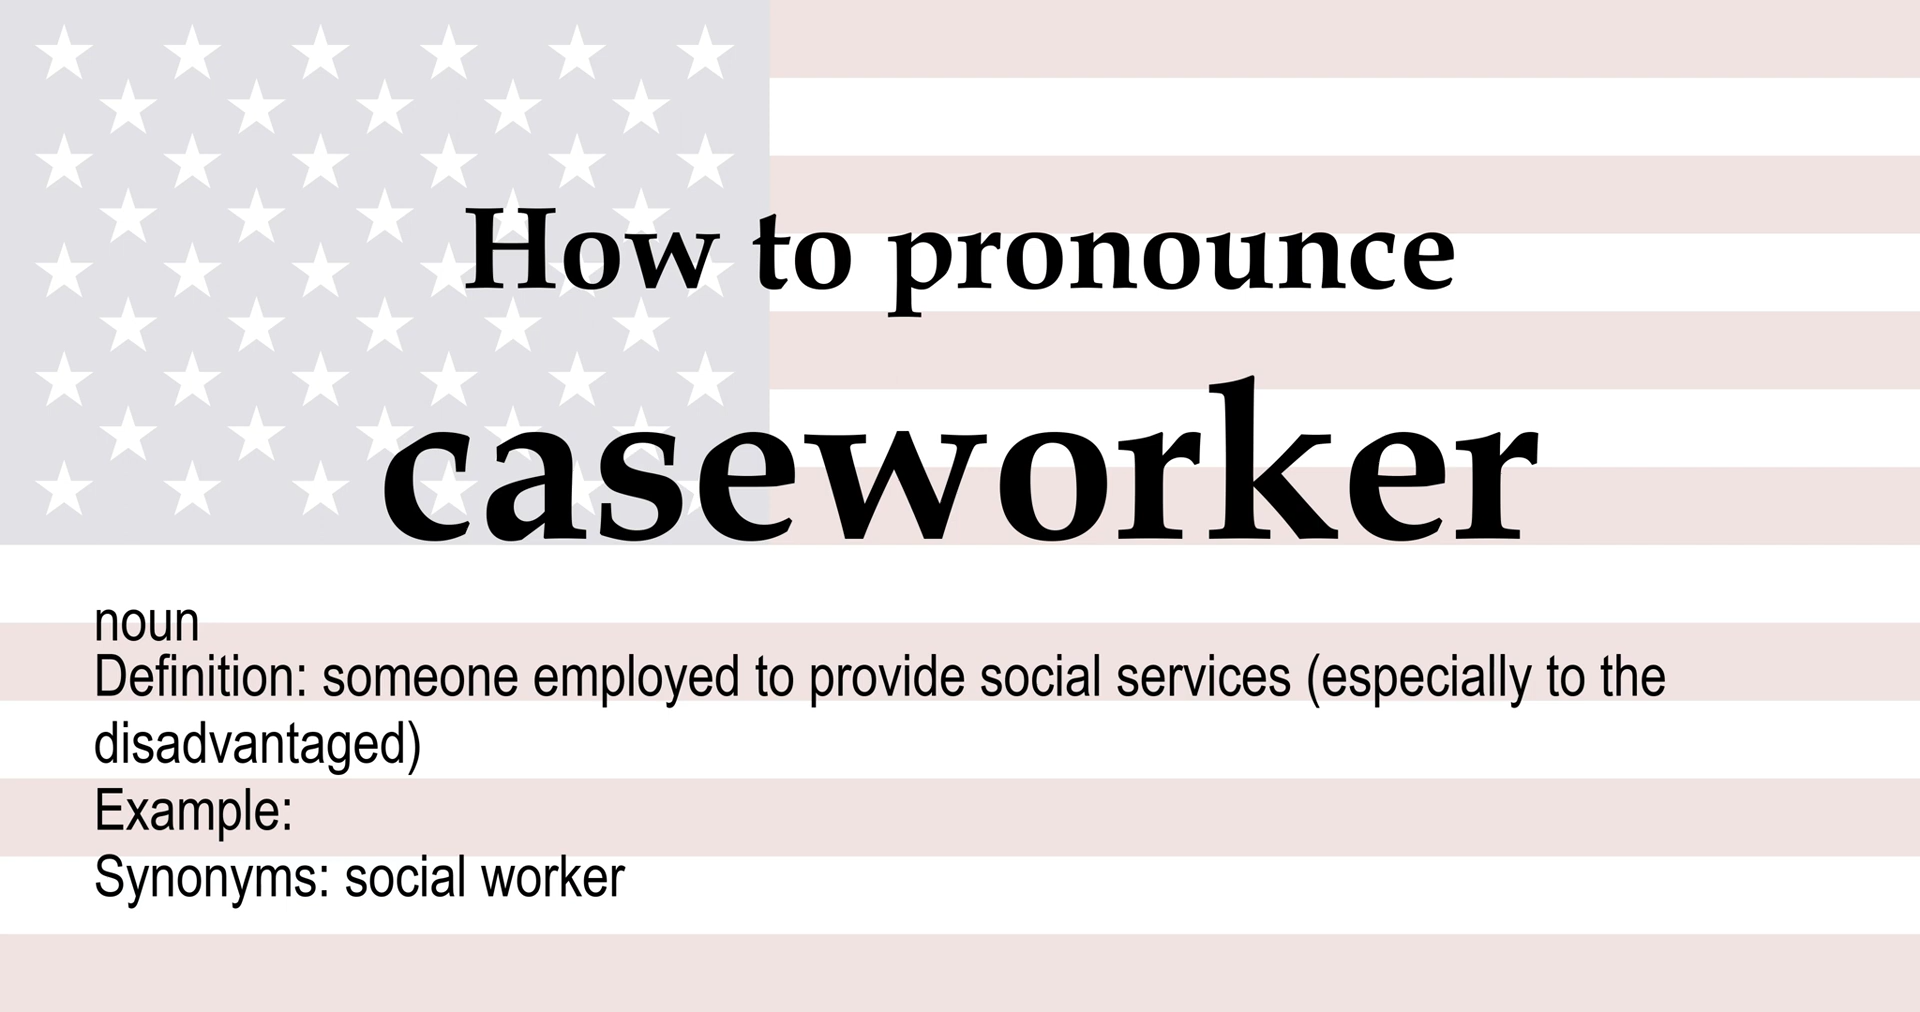 How to pronounce
caseworker
noun
Definition: someone employed to provide social services (especially to the
disadvantaged)
Example:
Synonyms: social worker